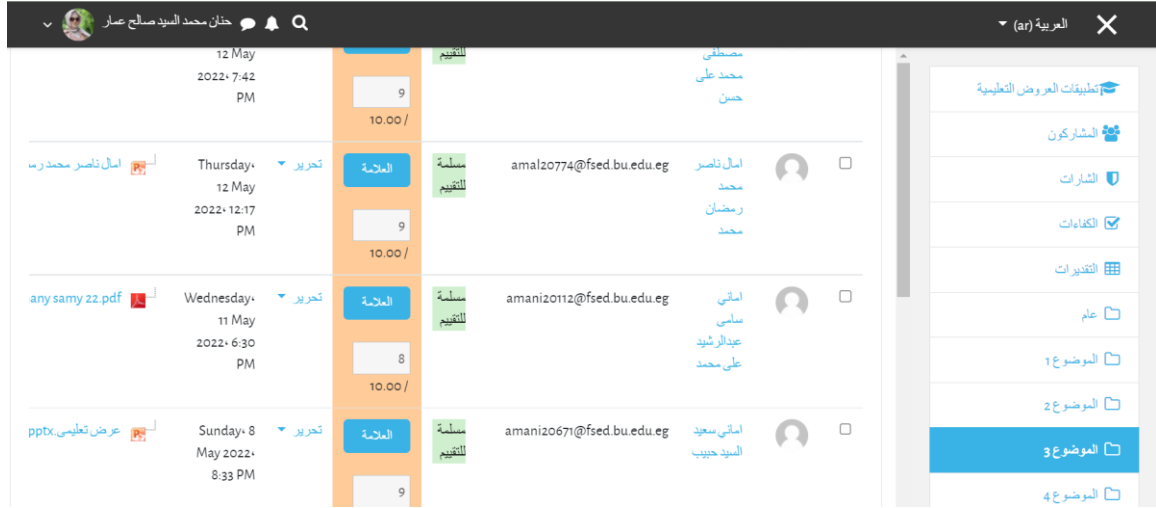 العربية (ar)
حنان محمد السيد صالح عمار
تطبيقات العروض التعليمية
المشاركون
الشارات
الكفاءات
التقديرات
عام
الموضوع 1
الموضوع 2
الموضوع 3
الموضوع 4
مصطفى
محمد على
حسن
للتقييم
9
10.00 /
12 May
2022، 7:42
PM
امال ناصر
محمد
رمضان
محمد
amal20774@fsed.bu.edu.eg
مسلمة
للتقييم
العلامة
9
10.00 /
تحرير
Thursday،
12 May
2022، 12:17
PM
امال ناصر محمد
اماني
سامى
عبدالرشيد
على محمد
amani20112@fsed.bu.edu.eg
مسلمة
للتقييم
العلامة
8
10.00 /
تحرير
Wednesday،
11 May
2022، 6:30
PM
any samy 22.pdf
اماني سعيد
السيد حبيب
amani20671@fsed.bu.edu.eg
مسلمة
للتقييم
العلامة
9
تحرير
Sunday، 8
May 2022،
8:33 PM
عرض تعليمى.pptx